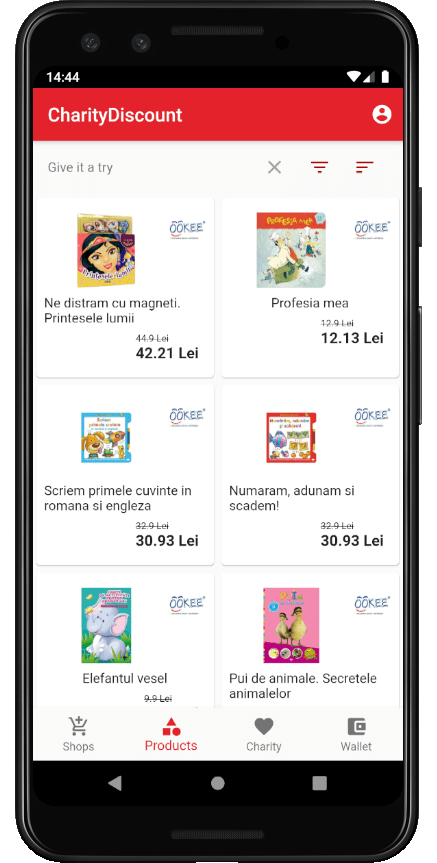 14:44
CharityDiscount
Give it a try
OOKEE
PROFESIA MEA
OOKEE
Ne distram cu magneti.
Printesele lumii
44.9 Lei
42.21 Lei
Profesia mea
12.9 Lei
12.13 Lei
OOKEE
OOKEE
Scriem primele cuvinte in
romana si engleza
32.9 Lei
30.93 Lei
Numaram, adunam si
scadem!
32.9 Lei
30.93 Lei
OOKEE
OOKEE
Elefantul vesel
9.9 Lei
Pui de animale. Secretele
animalelor
Shops
Products
Charity
Wallet